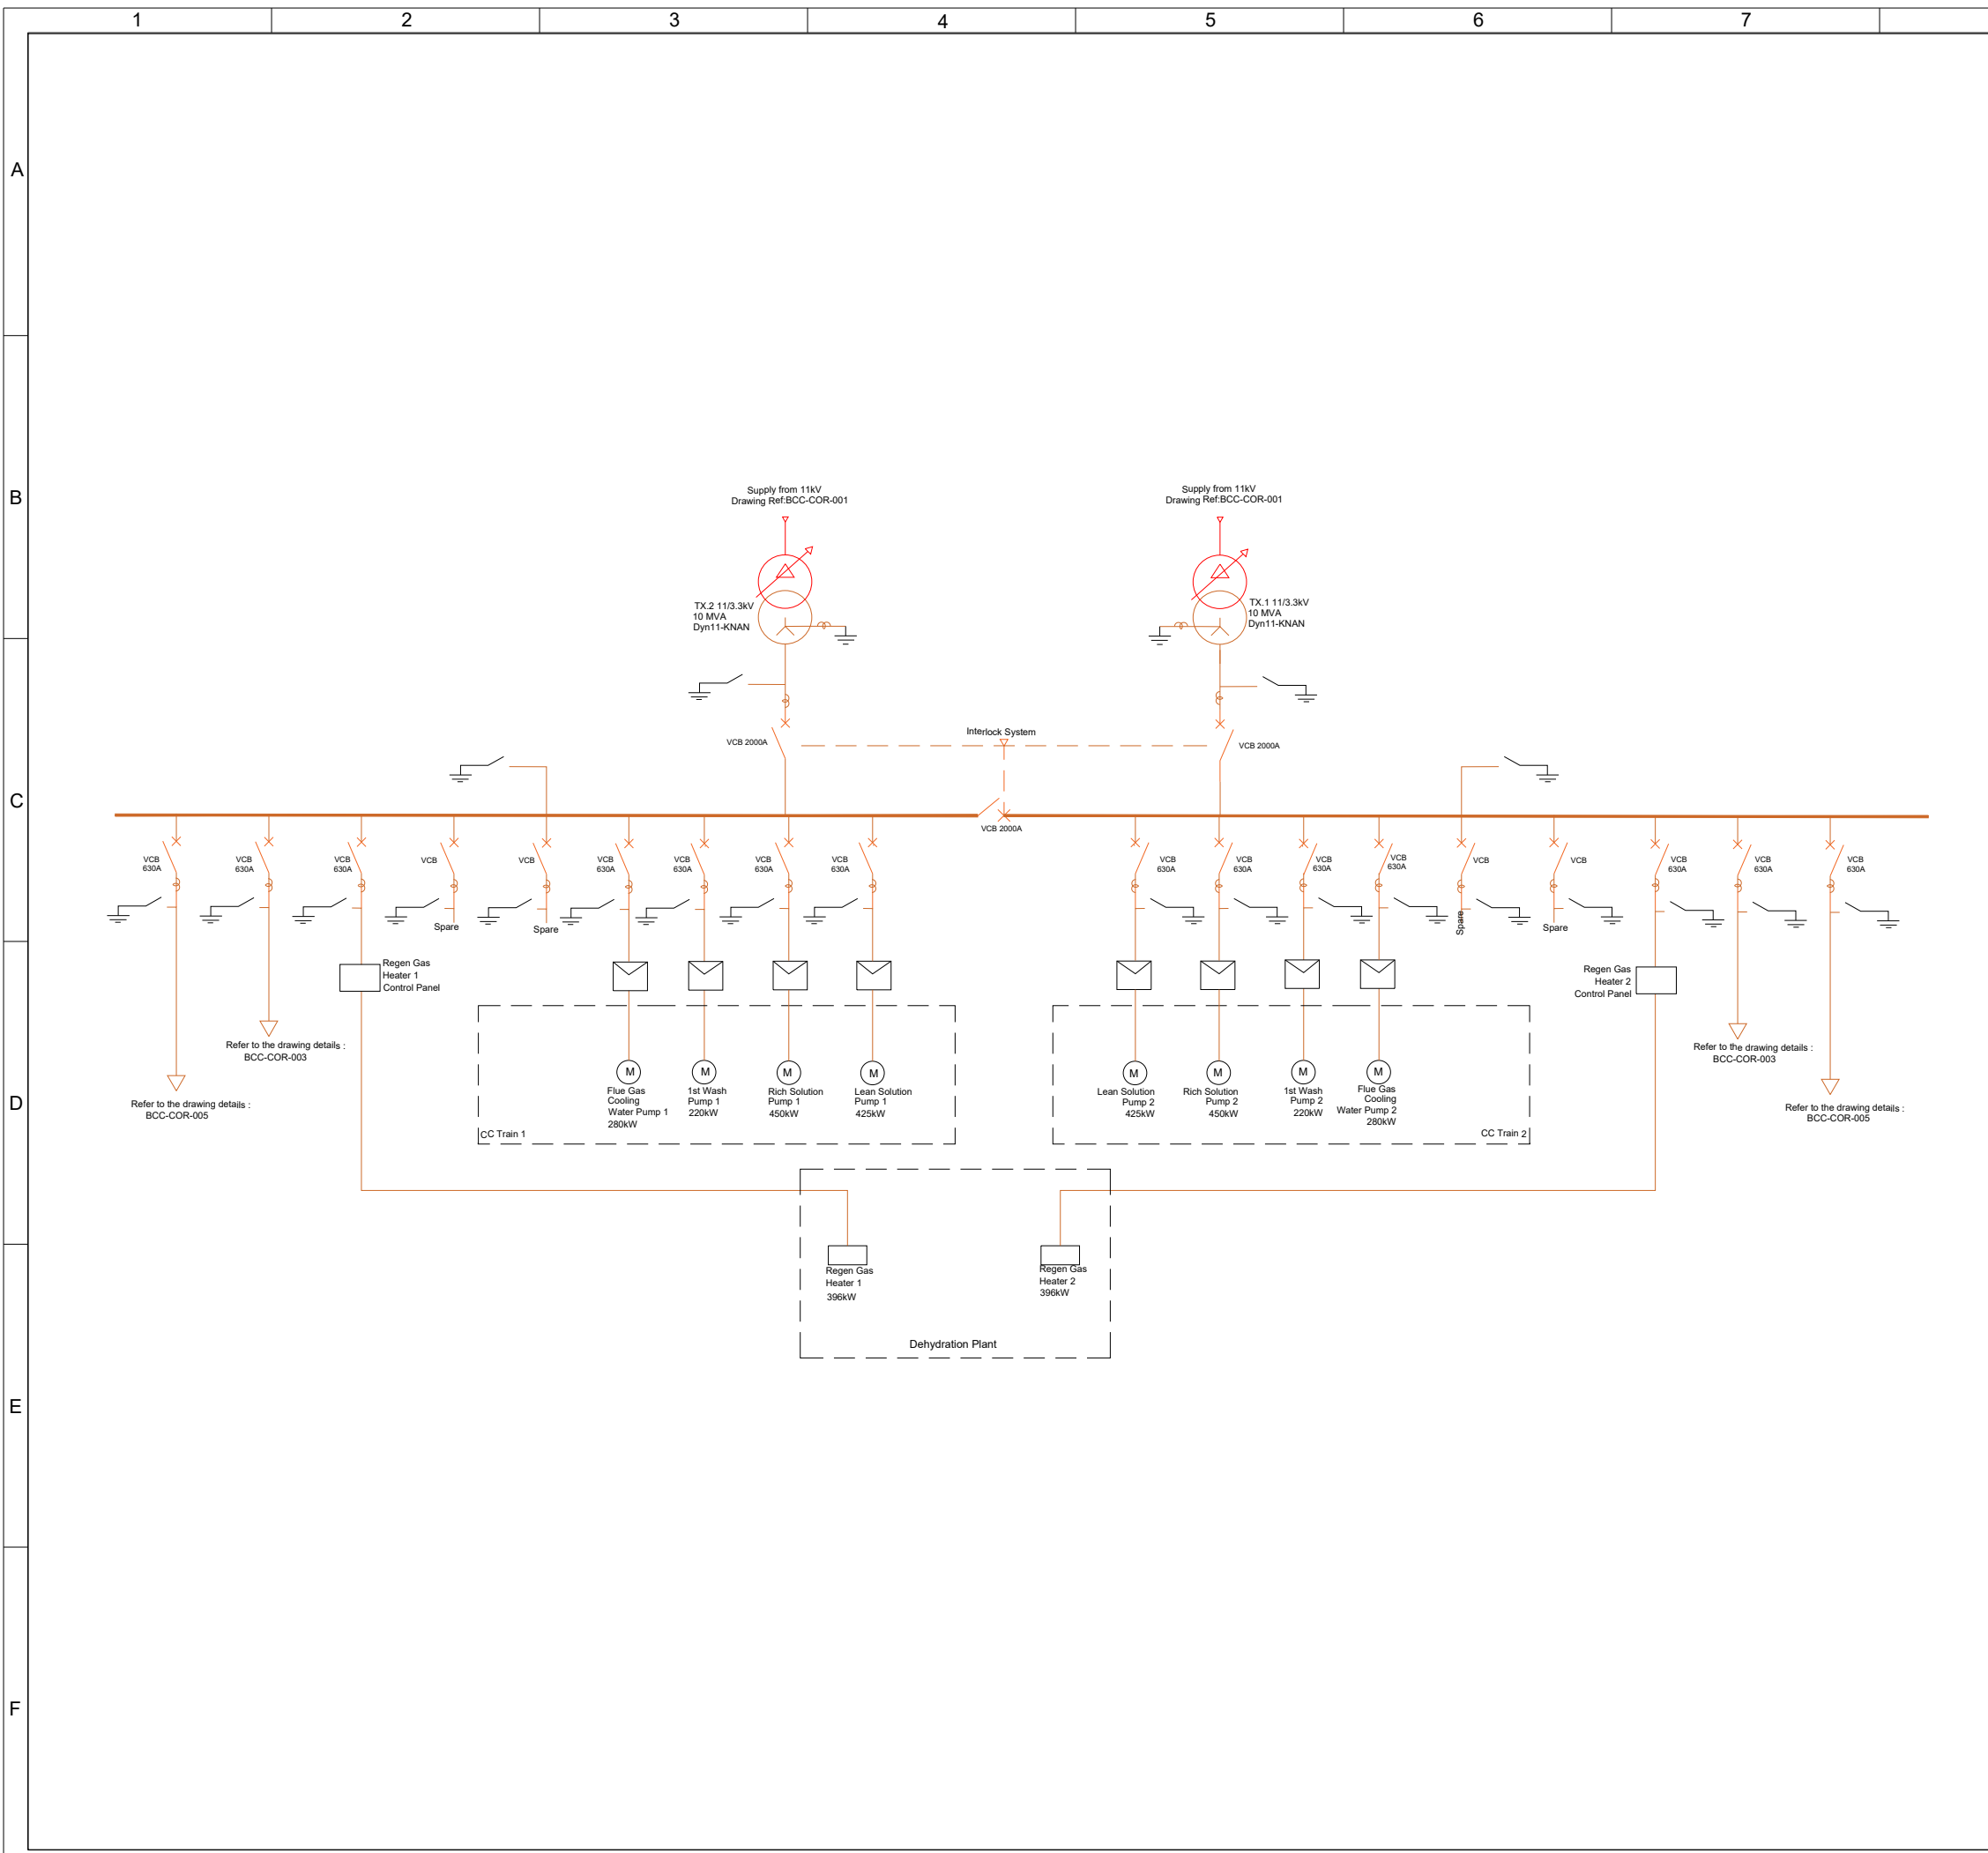 1
2
3
4
5
6
7
A
B
C
D
E
F
Supply from 11kV
Drawing Ref:BCC-COR-001
Supply from 11kV
Drawing Ref:BCC-COR-001
TX.2 11/3.3kV
10 MVA
Dyn11-KNAN
TX.1 11/3.3kV
10 MVA
Dyn11-KNAN
VCB 2000A
Interlock System
VCB 2000A
VCB 2000A
VCB
630A
VCB
630A
VCB
630A
VCB
VCB
VCB
630A
VCB
630A
VCB
630A
VCB
630A
VCB
630A
VCB
630A
VCB
630A
VCB
630A
VCB
VCB
VCB
630A
VCB
630A
VCB
630A
Spare
Spare
Spare
Spare
Regen Gas
Heater 1
Control Panel
Regen Gas
Heater 2
Control Panel
Refer to the drawing details :
BCC-COR-003
Refer to the drawing details :
BCC-COR-005
Refer to the drawing details :
BCC-COR-003
Refer to the drawing details :
BCC-COR-005
M
M
M
M
M
M
M
M
Flue Gas
Cooling
Water Pump 1
280kW
1st Wash
Pump 1
220kW
Rich Solution
Pump 1
450kW
Lean Solution
Pump 1
425kW
CC Train 1
Lean Solution
Pump 2
425kW
Rich Solution
Pump 2
450kW
1st Wash
Pump 2
220kW
Flue Gas
Cooling
Water Pump 2
280kW
CC Train 2
Regen Gas
Heater 1
396kW
Regen Gas
Heater 2
396kW
Dehydration Plant